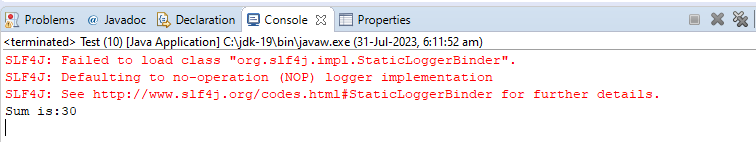 Problems @ Javadoc Declaration Console Properties
<terminated> Test (10) [Java Application] C:\jdk-19\bin\javaw.exe (31-Jul-2023, 6:11:52 am)
SLF4J: Failed to load class "org.slf4j.impl.StaticLoggerBinder".
SLF4J: Defaulting to no-operation (NOP) logger implementation
SLF4J: See http://www.slf4j.org/codes.html#StaticLoggerBinder for further details.
Sum is:30